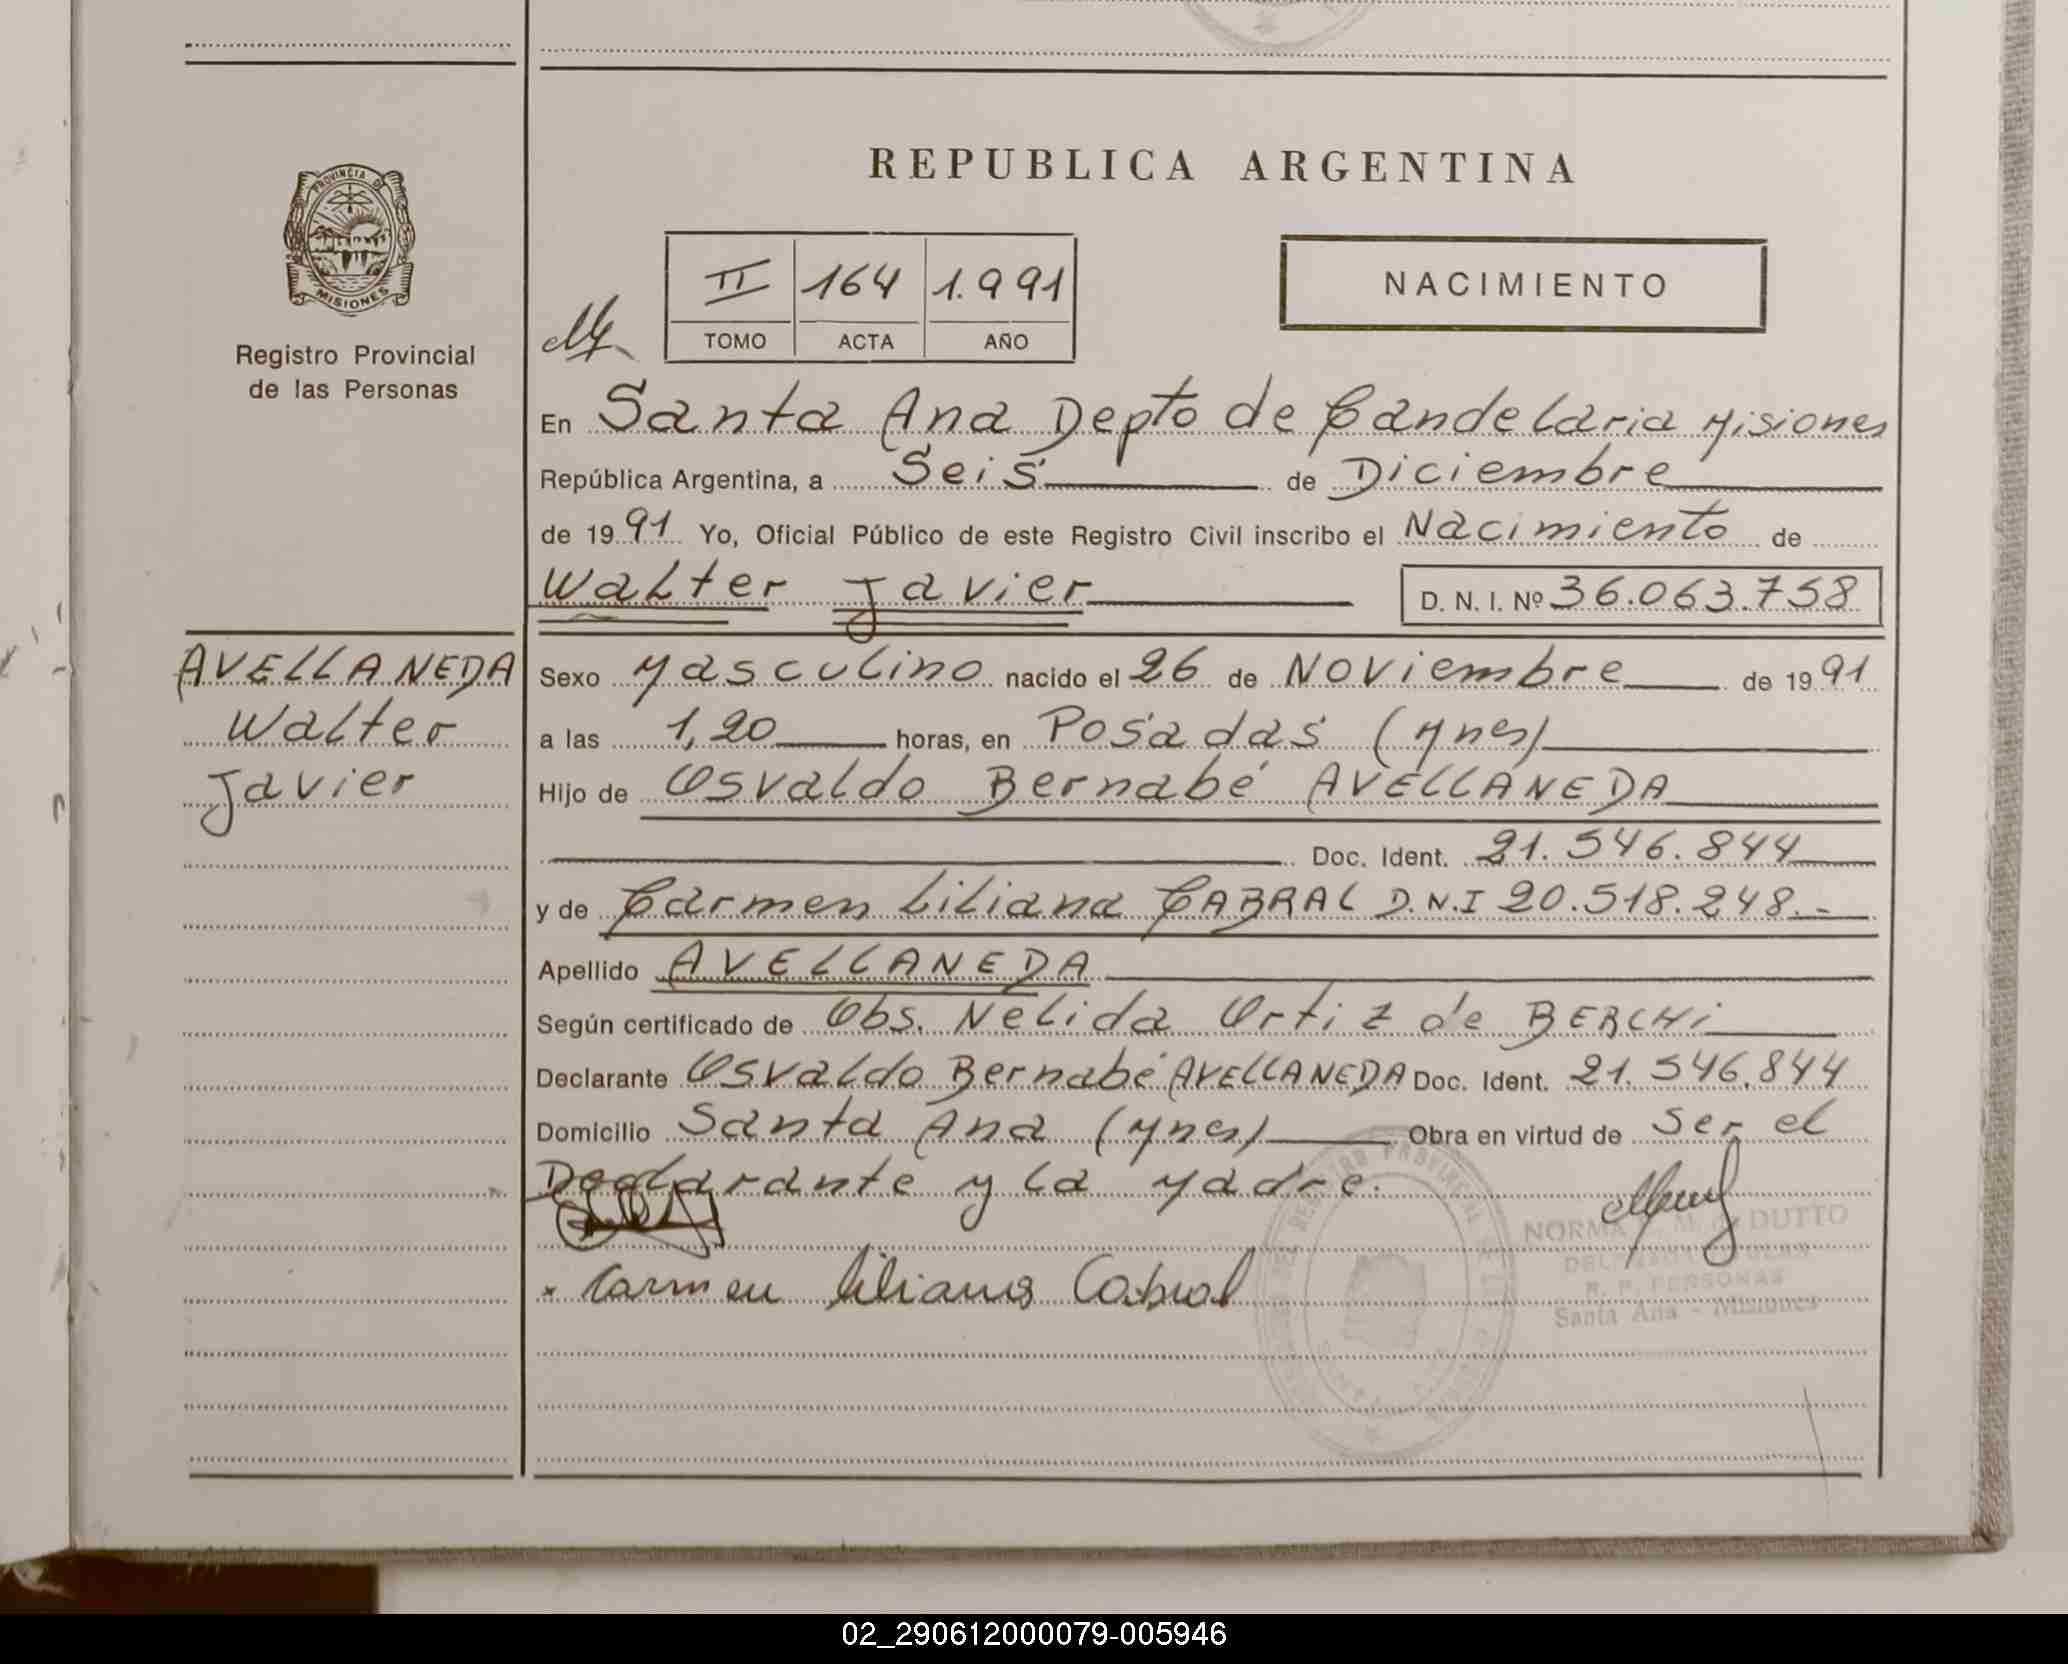 REPUBLICA ARGENTINA
PROVINCIA DE
MISIONES
Registro Provincial
de las Personas
II 164 1.991
TOMO ACTA AÑO
NACIMIENTO
En Santa Ana Depto de Candelaria Misiones
República Argentina, a Seis de Diciembre
de 1991 Yo, Oficial Público de este Registro Civil inscribo el Nacimiento de
Walter Javier D. N. I. Nº 36.063.758
AVELLANEDA
Walter
Javier
Sexo Masculino nacido el 26 de Noviembre de 1991
a las 1,20 horas, en Posadas (Mnes)
Hijo de Osvaldo Bernabé AVELLANEDA
Doc. Ident. 21.546.844
y de Carmen Liliana CABRAL D.N.I 20.518.248.-
Apellido AVELLANEDA
Según certificado de Obs. Nelida Ortiz de BERCHi
Declarante Osvaldo Bernabé AVELLANEDA Doc. Ident. 21.546.844
Domicilio Santa Ana (Mnes) Obra en virtud de Ser el
Declarante y la Madre.
NORMA DUTTO
R. P. PERSONAS
Santa Ana - Misiones
REGISTRO PROVINCIAL
Carmen Liliana Cabral
02_290612000079-005946